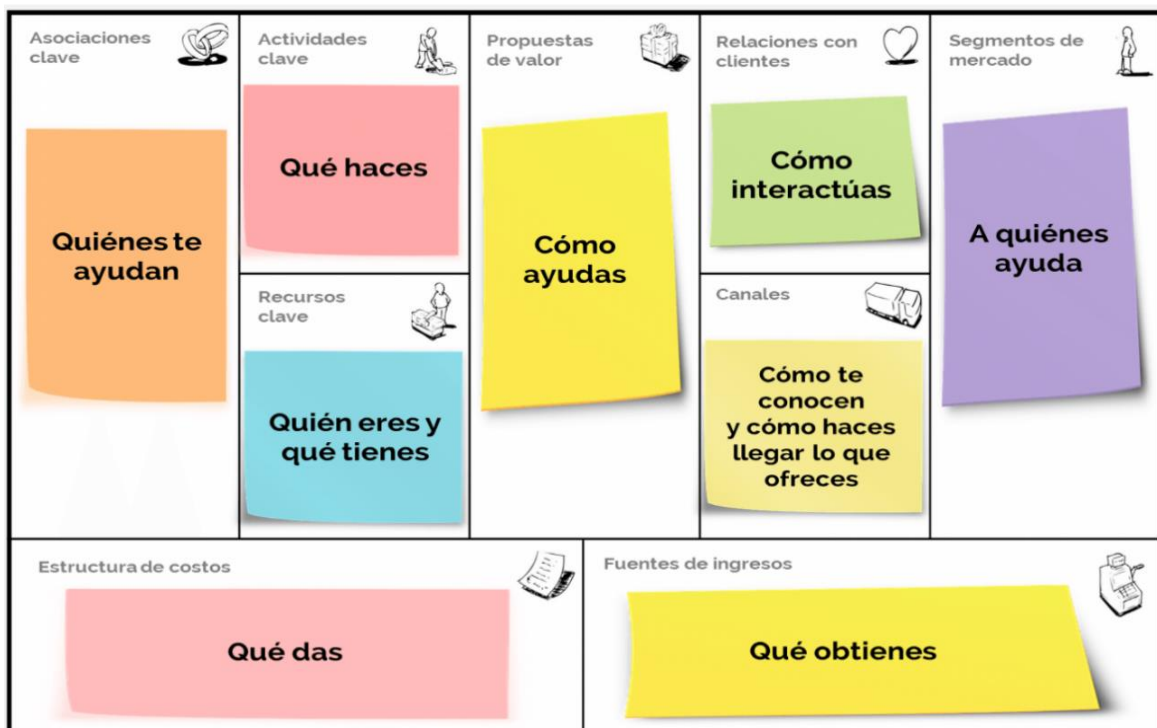 Asociaciones
clave
Quiénes te
ayudan
Actividades
clave
Qué haces
Recursos
clave
Quién eres y
qué tienes
Propuestas
de valor
Cómo
ayudas
Relaciones con
clientes
Cómo
interactúas
Canales
Cómo te
conocen
y cómo haces
llegar lo que
ofreces
Segmentos de
mercado
A quiénes
ayuda
Estructura de costos
Qué das
Fuentes de ingresos
Qué obtienes